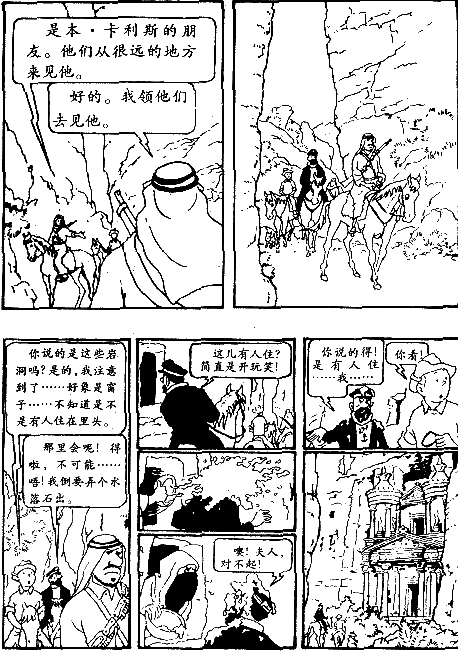 是本·卡利斯的朋
友。他们从很远的地方
来见他。
好的。我领他们
去见他。
你说的是这些岩
洞吗?是的,我注意
到了……好象是窗
子……不知道是不
是有人住在里头。
那里会呢!得
啦,不可能……
唔!我倒要弄个水
落石出。
这儿有人住?
简直是开玩笑!
噢!夫人,
对不起!
你说的得!
是有人住
……我……
你看!